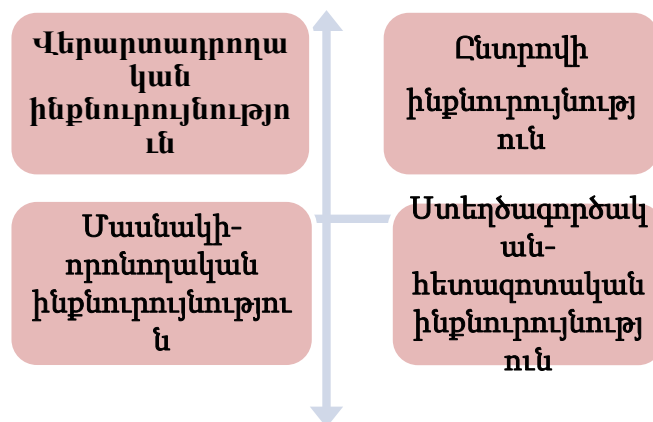 Վերարտադրողա
կան
ինքնուրույնությո
ւն
Ընտրովի
ինքնուրույնությ
ուն
Մասնակի-
որոնողական
ինքնուրույնությու
ն
Ստեղծագործակ
ան-
հետազոտական
ինքնուրույնությ
ուն